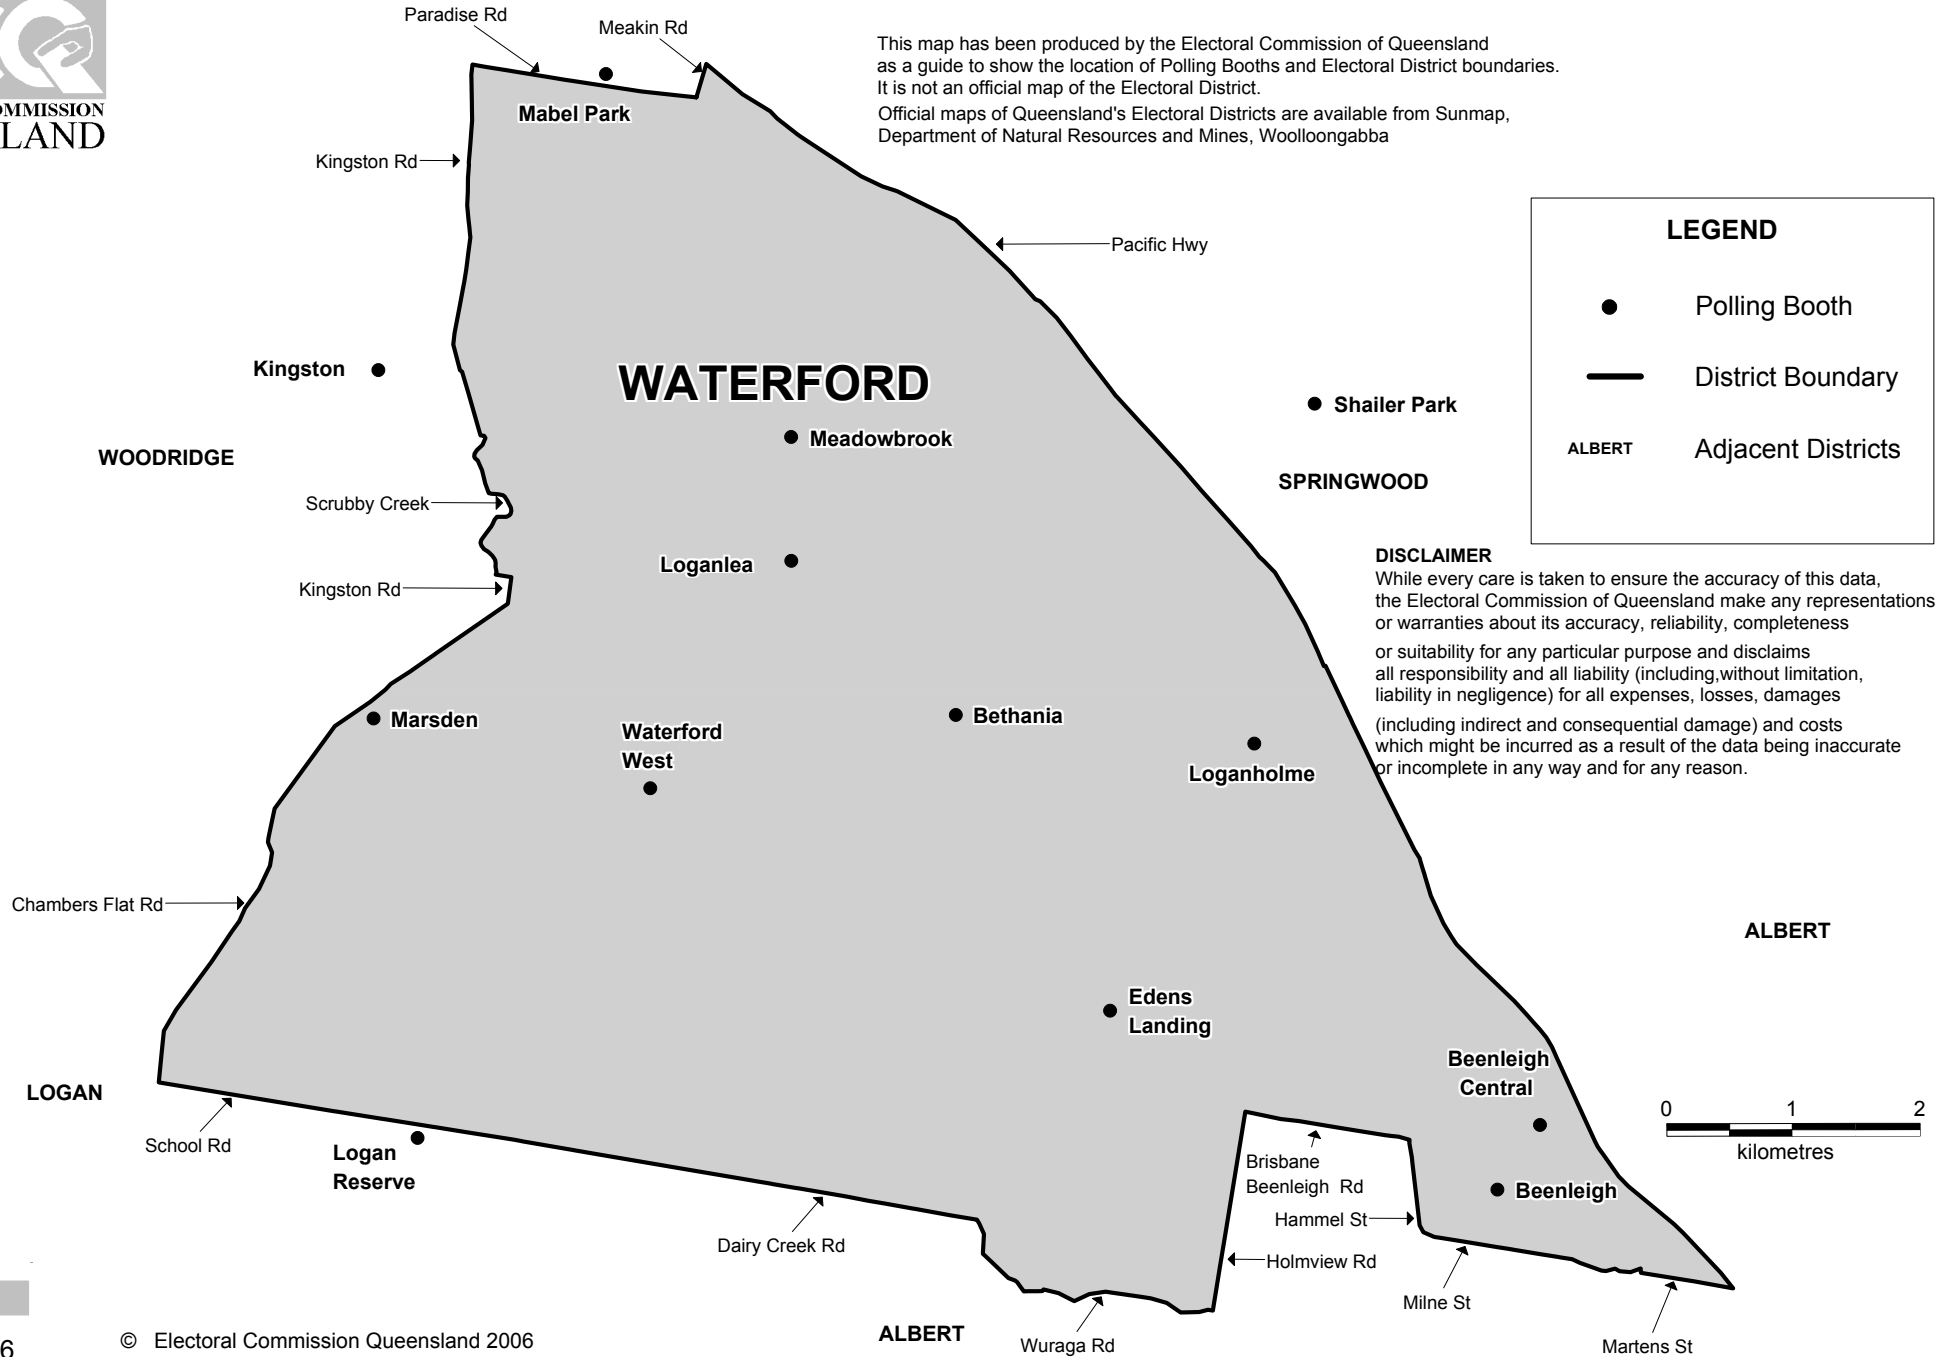 Paradise Rd
Meakin Rd
This map has been produced by the Electoral Commission of Queensland
as a guide to show the location of Polling Booths and Electoral District boundaries.
It is not an official map of the Electoral District.
Official maps of Queensland's Electoral Districts are available from Sunmap,
Department of Natural Resources and Mines, Woolloongabba
Mabel Park
Kingston Rd
Pacific Hwy
LEGEND
Polling Booth
District Boundary
ALBERT
Adjacent Districts
Kingston
WATERFORD
Shailer Park
Meadowbrook
WOODRIDGE
SPRINGWOOD
Scrubby Creek
Loganlea
Kingston Rd
DISCLAIMER
While every care is taken to ensure the accuracy of this data,
the Electoral Commission of Queensland make any representations
or warranties about its accuracy, reliability, completeness
or suitability for any particular purpose and disclaims
all responsibility and all liability (including,without limitation,
liability in negligence) for all expenses, losses, damages
(including indirect and consequential damage) and costs
which might be incurred as a result of the data being inaccurate
or incomplete in any way and for any reason.
Marsden
Waterford
West
Bethania
Loganholme
Chambers Flat Rd
ALBERT
Edens
Landing
Beenleigh
Central
LOGAN
0 1 2
kilometres
School Rd
Logan
Reserve
Brisbane
Beenleigh Rd
Beenleigh
Hammel St
Dairy Creek Rd
Holmview Rd
Milne St
ALBERT
Wuraga Rd
Martens St
© Electoral Commission Queensland 2006